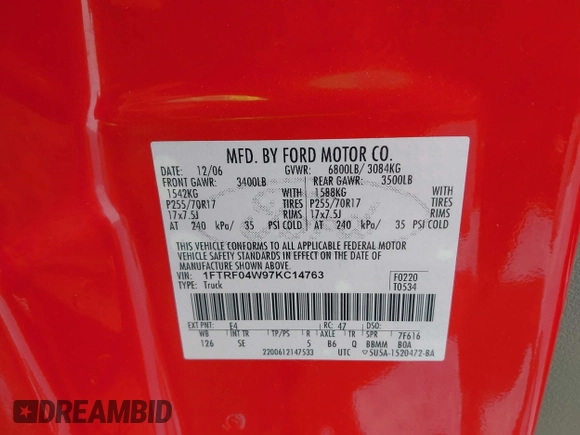 MFD. BY FORD MOTOR CO.
DATE: 12/06 GVWR: 6800LB/ 3084KG
FRONT GAWR: 3400LB REAR GAWR: 3500LB
1542KG WITH 1588KG WITH
P255/70R17 TIRES P255/70R17 TIRES
17x7.5J RIMS 17x7.5J RIMS
AT 240 kPa/ 35 PSI COLD AT 240 kPa/ 35 PSI COLD
THIS VEHICLE CONFORMS TO ALL APPLICABLE FEDERAL MOTOR
VEHICLE SAFETY STANDARDS IN EFFECT ON THE DATE OF
MANUFACTURE SHOWN ABOVE.
VIN: 1FTRF04W97KC14763 F0220
TYPE: Truck T0534
EXT PNT: E4 RC: 47 DSO:
WB INT TR TP/PS R AXLE TR SPR 7F616
126 SE 5 B6 Q BBMM BOA
2200612147533 UTC 5U5A-1520472-BA
DREAMBID